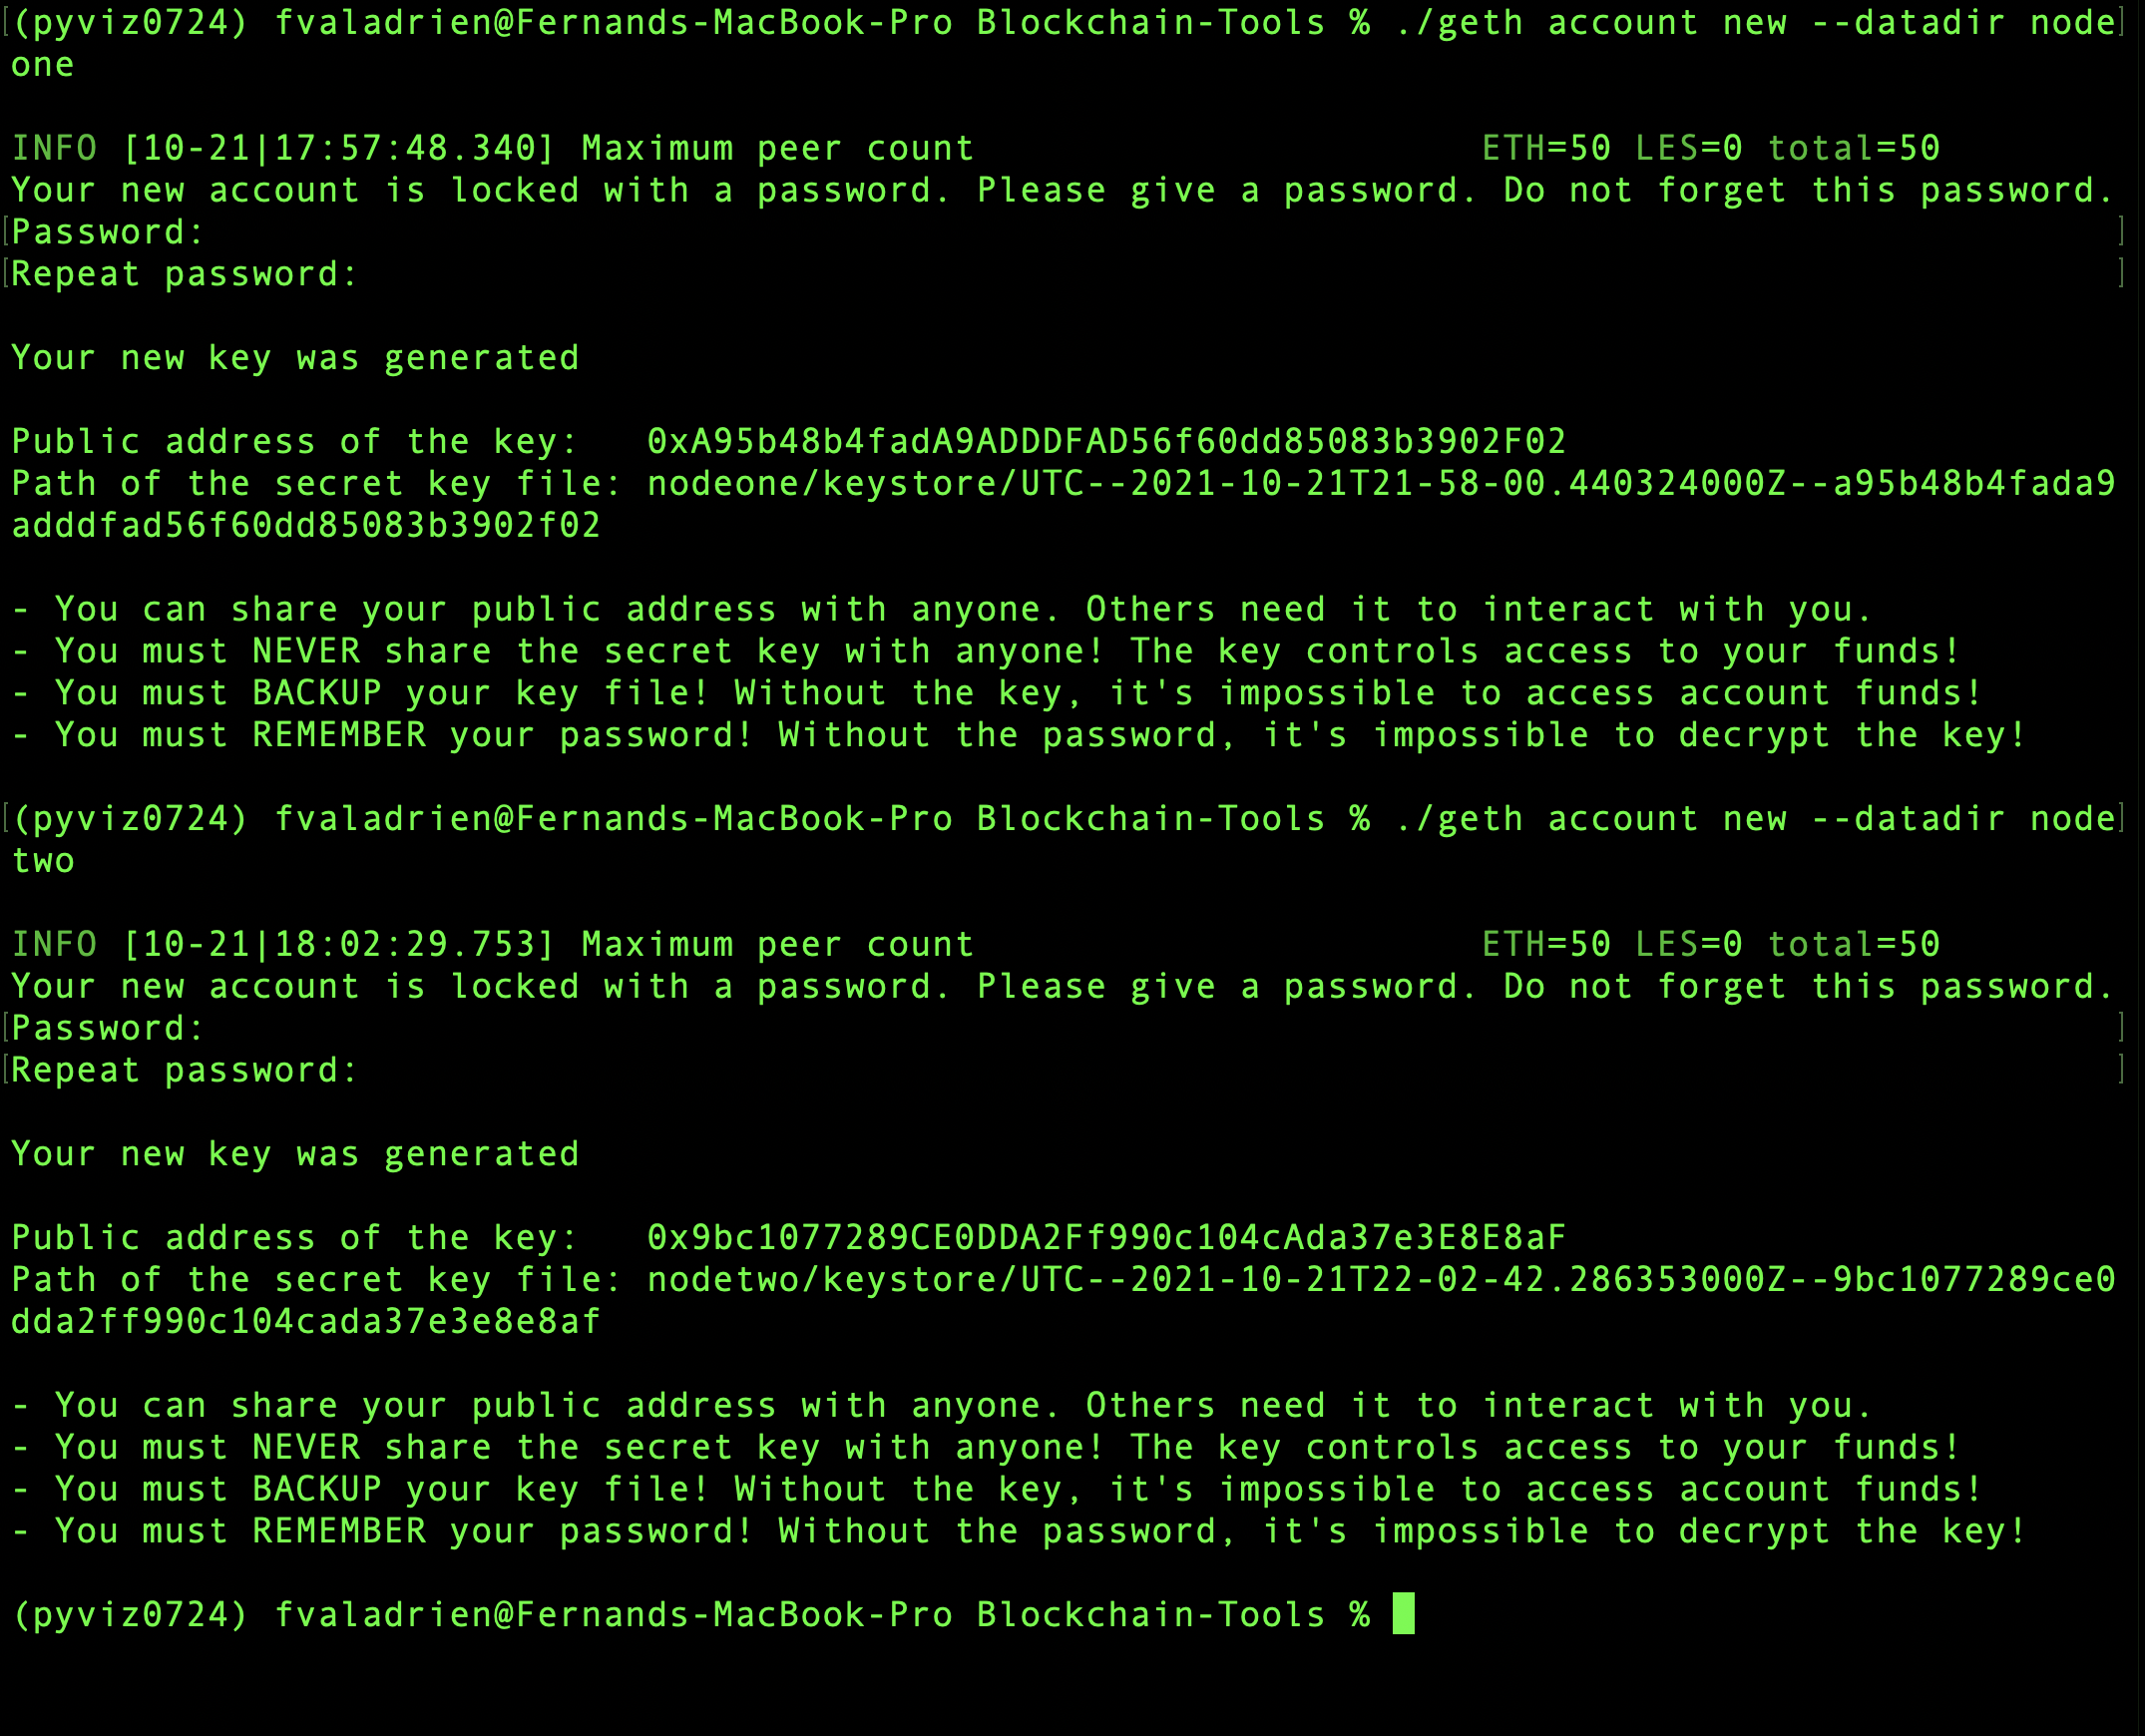 (pyviz0724) fvaladrien@Fernands-MacBook-Pro Blockchain-Tools % ./geth account new --datadir node
one
INFO [10-21|17:57:48.340] Maximum peer count ETH=50 LES=0 total=50
Your new account is locked with a password. Please give a password. Do not forget this password.
Password:
Repeat password:
Your new key was generated
Public address of the key: 0xA95b48b4fadA9ADDDFAD56f60dd85083b3902F02
Path of the secret key file: nodeone/keystore/UTC--2021-10-21T21-58-00.440324000Z--a95b48b4fada9
adddfad56f60dd85083b3902f02
- You can share your public address with anyone. Others need it to interact with you.
- You must NEVER share the secret key with anyone! The key controls access to your funds!
- You must BACKUP your key file! Without the key, it's impossible to access account funds!
- You must REMEMBER your password! Without the password, it's impossible to decrypt the key!
(pyviz0724) fvaladrien@Fernands-MacBook-Pro Blockchain-Tools % ./geth account new --datadir node
two
INFO [10-21|18:02:29.753] Maximum peer count ETH=50 LES=0 total=50
Your new account is locked with a password. Please give a password. Do not forget this password.
Password:
Repeat password:
Your new key was generated
Public address of the key: 0x9bc1077289CE0DDA2Ff990c104cAda37e3E8E8aF
Path of the secret key file: nodetwo/keystore/UTC--2021-10-21T22-02-42.286353000Z--9bc1077289ce0
dda2ff990c104cada37e3e8e8af
- You can share your public address with anyone. Others need it to interact with you.
- You must NEVER share the secret key with anyone! The key controls access to your funds!
- You must BACKUP your key file! Without the key, it's impossible to access account funds!
- You must REMEMBER your password! Without the password, it's impossible to decrypt the key!
(pyviz0724) fvaladrien@Fernands-MacBook-Pro Blockchain-Tools %